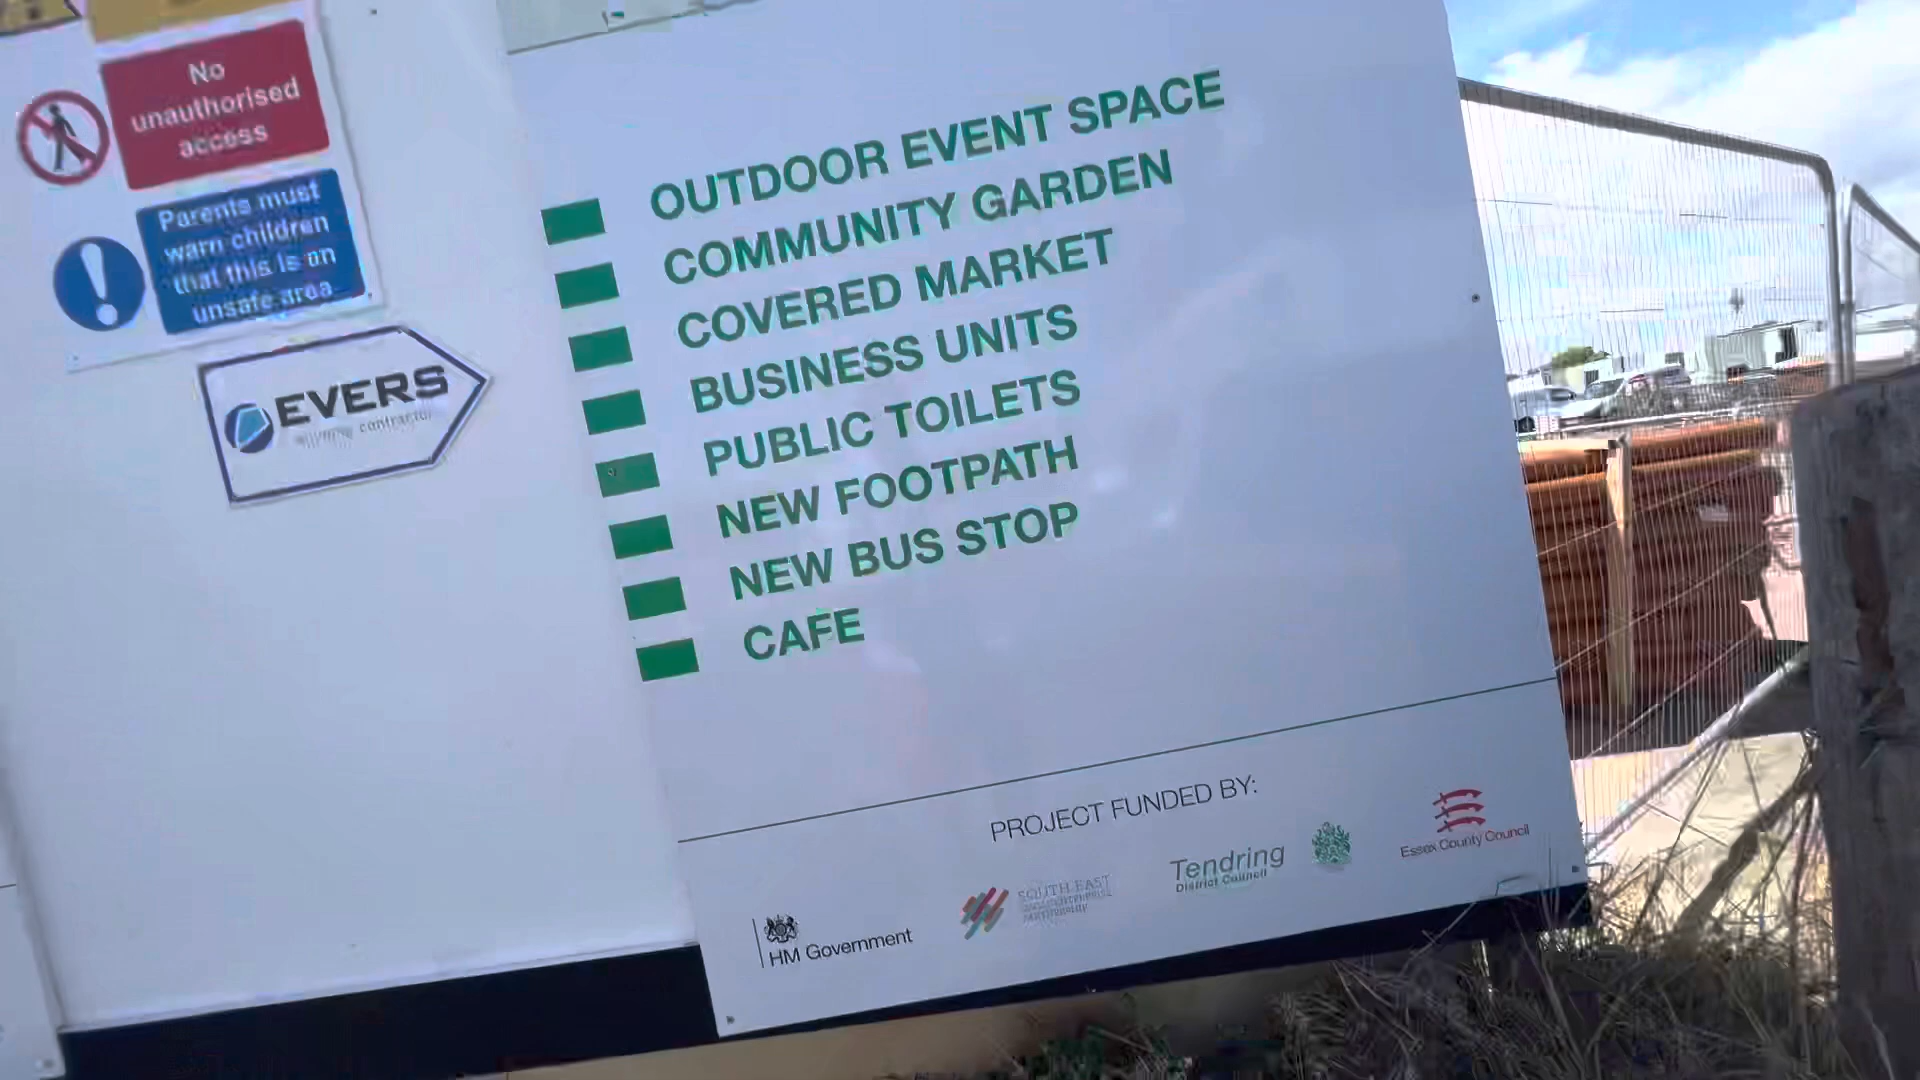 No
unauthorised
access
Parents must
warn children
that this is an
unsafe area
EVERS
contractor
OUTDOOR EVENT SPACE
COMMUNITY GARDEN
COVERED MARKET
BUSINESS UNITS
PUBLIC TOILETS
NEW FOOTPATH
NEW BUS STOP
CAFE
PROJECT FUNDED BY:
HM Government
SOUTH EAST
Tendring
District Council
Essex County Council